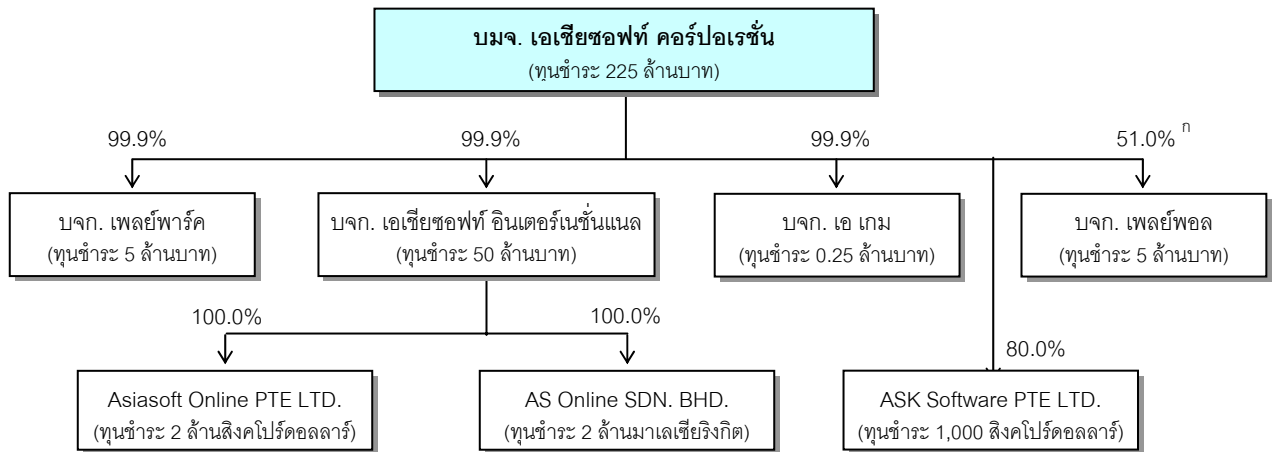 บมจ. เอเชียซอฟท์ คอร์ปอเรชั่น
(ทุนชำระ 225 ล้านบาท)
99.9%
99.9%
99.9%
51.0% ก
บจก. เพลย์พาร์ค
(ทุนชำระ 5 ล้านบาท)
บจก. เอเชียซอฟท์ อินเตอร์เนชั่นแนล
(ทุนชำระ 50 ล้านบาท)
บจก. เอ เกม
(ทุนชำระ 0.25 ล้านบาท)
บจก. เพลย์พอล
(ทุนชำระ 5 ล้านบาท)
100.0%
100.0%
80.0%
Asiasoft Online PTE LTD.
(ทุนชำระ 2 ล้านสิงคโปร์ดอลลาร์)
AS Online SDN. BHD.
(ทุนชำระ 2 ล้านมาเลเซียริงกิต)
ASK Software PTE LTD.
(ทุนชำระ 1,000 สิงคโปร์ดอลลาร์)